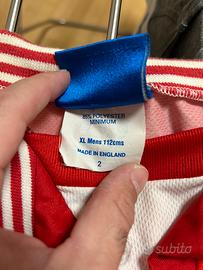 85% POLYESTER
MINIMUM
XL Mens 112cms
MADE IN ENGLAND
2
subito